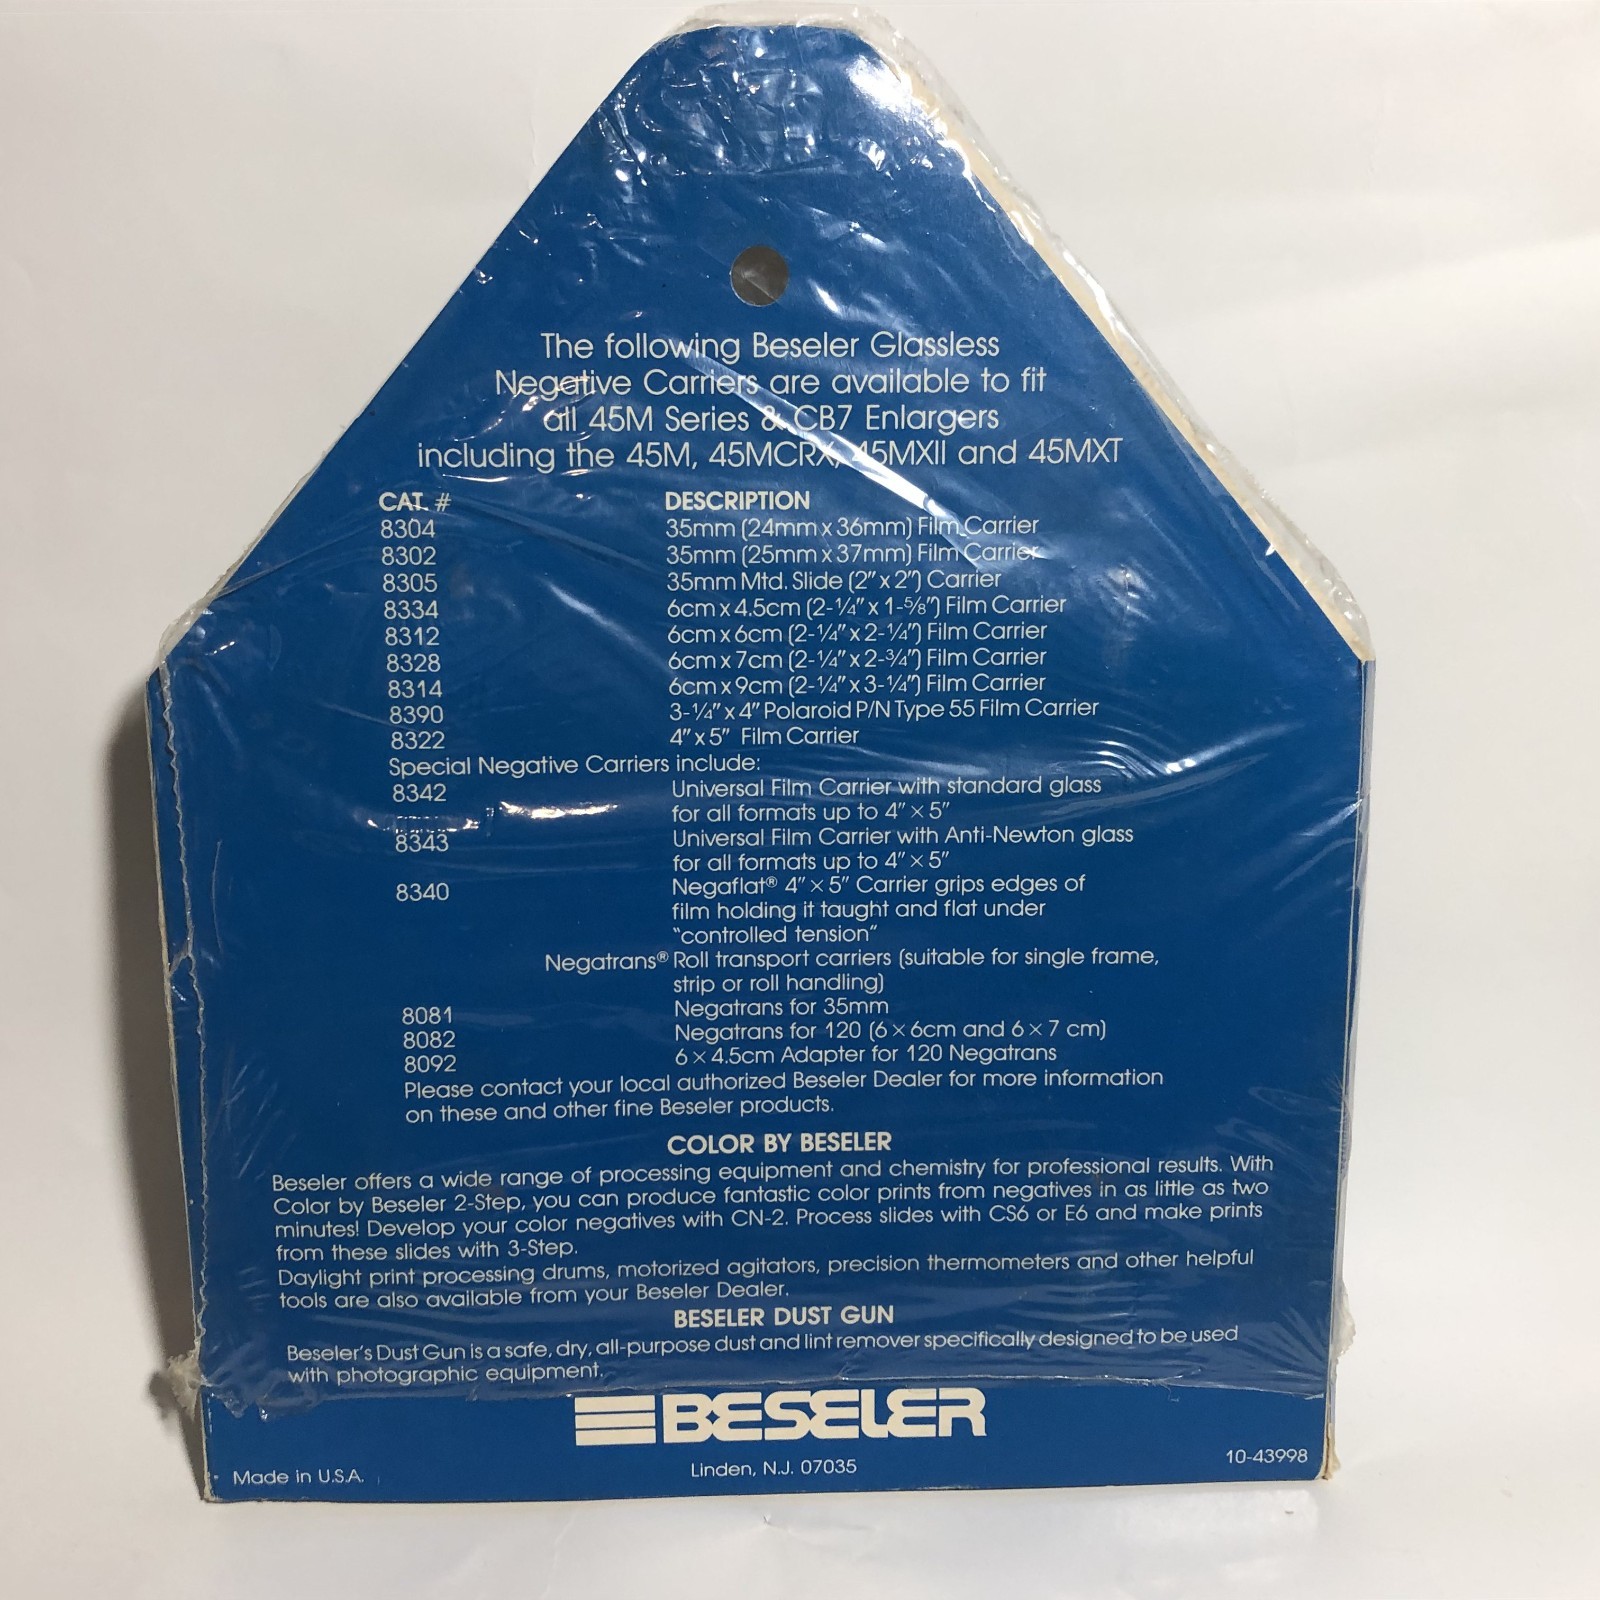 The following Beseler Glassless
Negative Carriers are available to fit
all 45M Series & CB7 Enlargers
including the 45M, 45MCRX, 45MXII and 45MXT
CAT. # DESCRIPTION
8304 35mm (24mm x 36mm) Film Carrier
8302 35mm (25mm x 37mm) Film Carrier
8305 35mm Mtd. Slide (2" x 2") Carrier
8334 6cm x 4.5cm (2-1/4" x 1-5/8") Film Carrier
8312 6cm x 6cm (2-1/4" x 2-1/4") Film Carrier
8328 6cm x 7cm (2-1/4" x 2-3/4") Film Carrier
8314 6cm x 9cm (2-1/4" x 3-1/4") Film Carrier
8390 3-1/4" x 4" Polaroid P/N Type 55 Film Carrier
8322 4" x 5" Film Carrier
Special Negative Carriers include:
8342 Universal Film Carrier with standard glass
for all formats up to 4" × 5"
8343 Universal Film Carrier with Anti-Newton glass
for all formats up to 4" × 5"
8340 Negaflat® 4" × 5" Carrier grips edges of
film holding it taught and flat under
"controlled tension"
Negatrans® Roll transport carriers (suitable for single frame,
strip or roll handling)
8081 Negatrans for 35mm
8082 Negatrans for 120 (6 × 6cm and 6 × 7 cm)
8092 6 × 4.5cm Adapter for 120 Negatrans
Please contact your local authorized Beseler Dealer for more information
on these and other fine Beseler products.
COLOR BY BESELER
Beseler offers a wide range of processing equipment and chemistry for professional results. With
Color by Beseler 2-Step, you can produce fantastic color prints from negatives in as little as two
minutes! Develop your color negatives with CN-2. Process slides with CS6 or E6 and make prints
from these slides with 3-Step.
Daylight print processing drums, motorized agitators, precision thermometers and other helpful
tools are also available from your Beseler Dealer.
BESELER DUST GUN
Beseler's Dust Gun is a safe, dry, all-purpose dust and lint remover specifically designed to be used
with photographic equipment.
BESELER
Made in U.S.A. Linden, N.J. 07035 10-43998